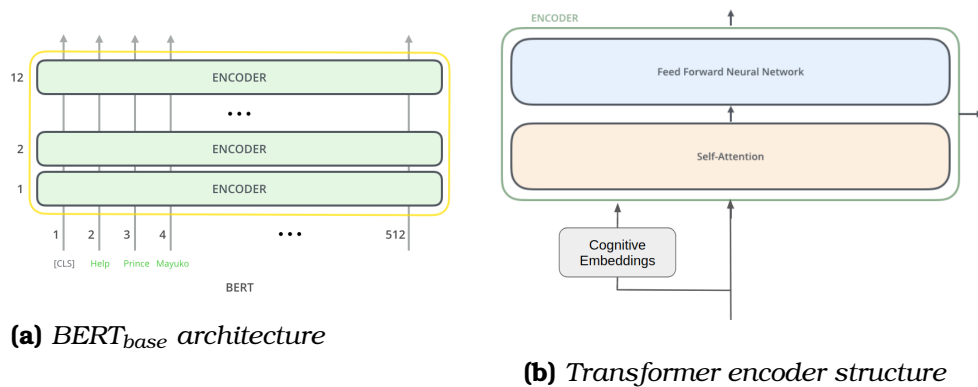 12
ENCODER
...
2
ENCODER
1
ENCODER
1
2
3
4
...
512
[CLS]
Help
Prince
Mayuko
BERT
(a) BERTbase architecture
ENCODER
Feed Forward Neural Network
Self-Attention
Cognitive
Embeddings
(b) Transformer encoder structure